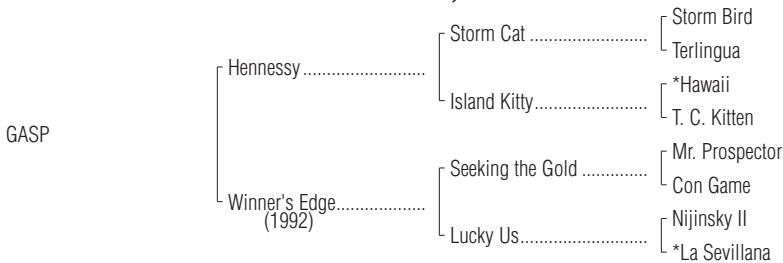 Storm Bird
Storm Cat ..............................
Terlingua
Hennessy ..........................
*Hawaii
Island Kitty .............................
T. C. Kitten
GASP
Mr. Prospector
Seeking the Gold .................
Con Game
Winner's Edge ....................
(1992)
Nijinsky II
Lucky Us ................................
*La Sevillana